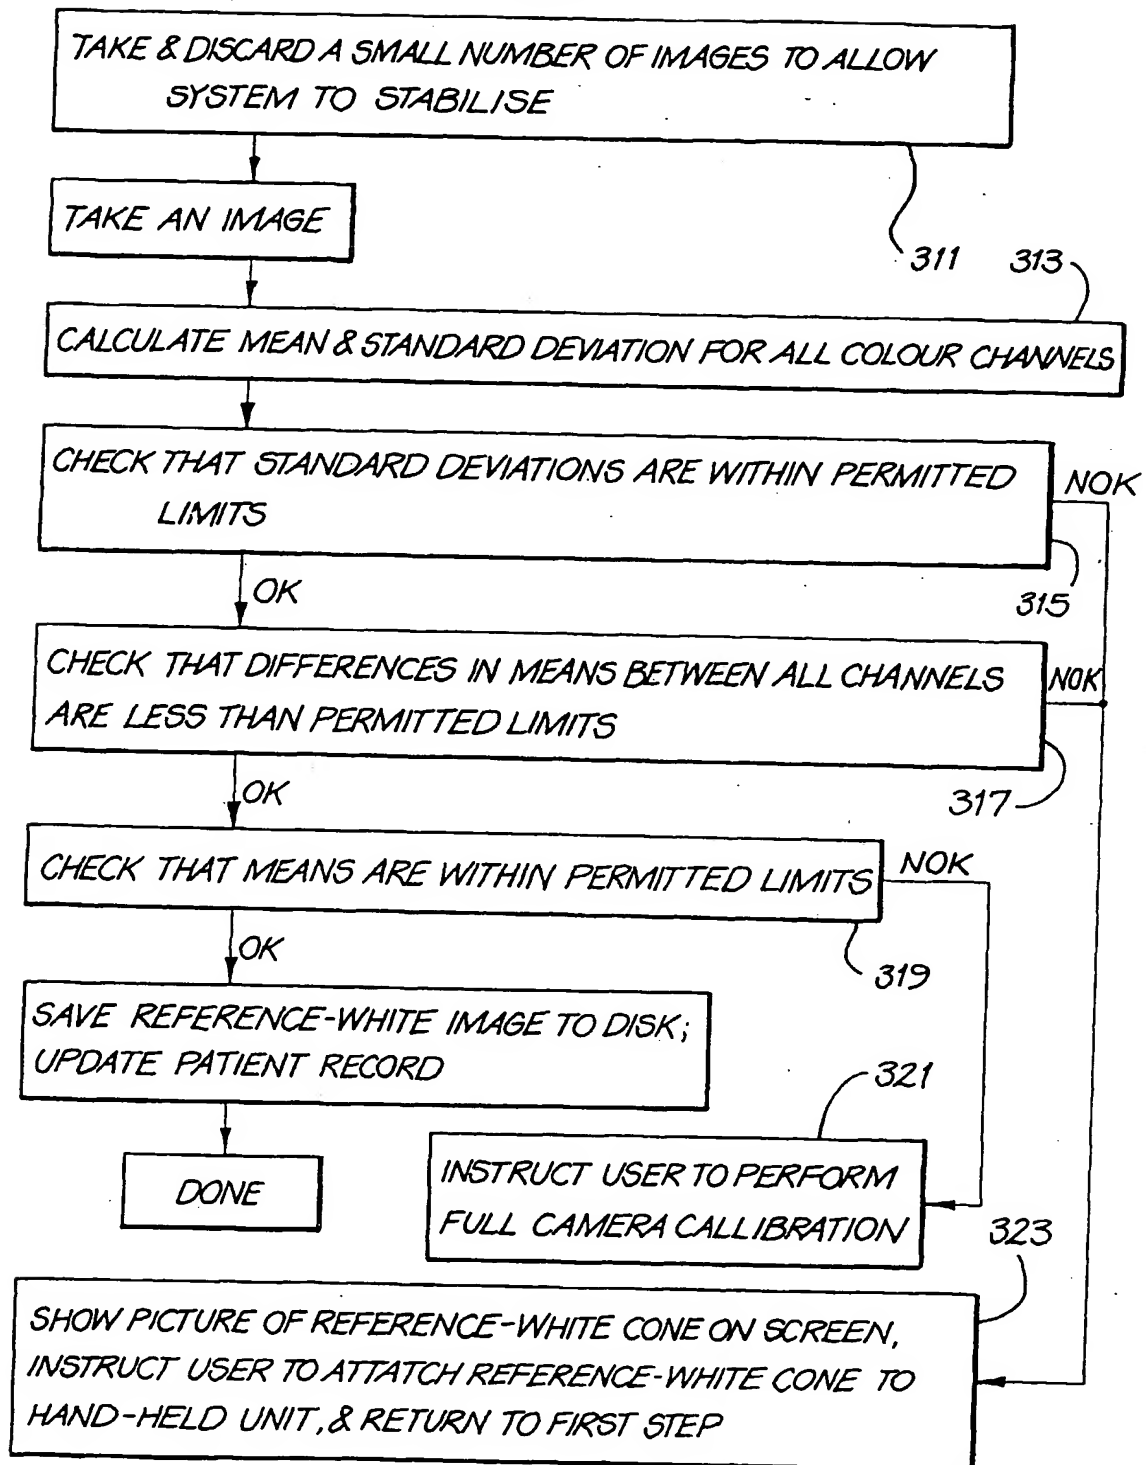 TAKE & DISCARD A SMALL NUMBER OF IMAGES TO ALLOW
SYSTEM TO STABILISE
311
TAKE AN IMAGE
313
CALCULATE MEAN & STANDARD DEVIATION FOR ALL COLOUR CHANNELS
CHECK THAT STANDARD DEVIATIONS ARE WITHIN PERMITTED
LIMITS
NOK
315
OK
CHECK THAT DIFFERENCES IN MEANS BETWEEN ALL CHANNELS
ARE LESS THAN PERMITTED LIMITS
NOK
317
OK
CHECK THAT MEANS ARE WITHIN PERMITTED LIMITS
NOK
319
OK
SAVE REFERENCE-WHITE IMAGE TO DISK;
UPDATE PATIENT RECORD
DONE
321
INSTRUCT USER TO PERFORM
FULL CAMERA CALLIBRATION
323
SHOW PICTURE OF REFERENCE-WHITE CONE ON SCREEN,
INSTRUCT USER TO ATTATCH REFERENCE-WHITE CONE TO
HAND-HELD UNIT, & RETURN TO FIRST STEP